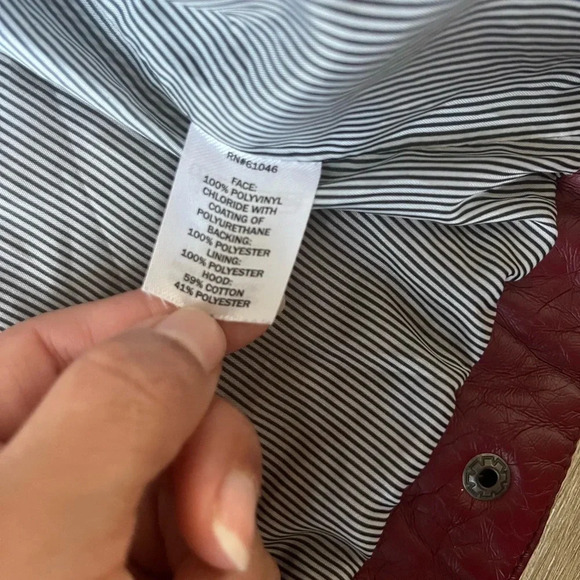 RN#61046
FACE:
100% POLYVINYL
CHLORIDE WITH
COATING OF
POLYURETHANE
BACKING:
100% POLYESTER
LINING:
100% POLYESTER
HOOD:
59% COTTON
41% POLYESTER